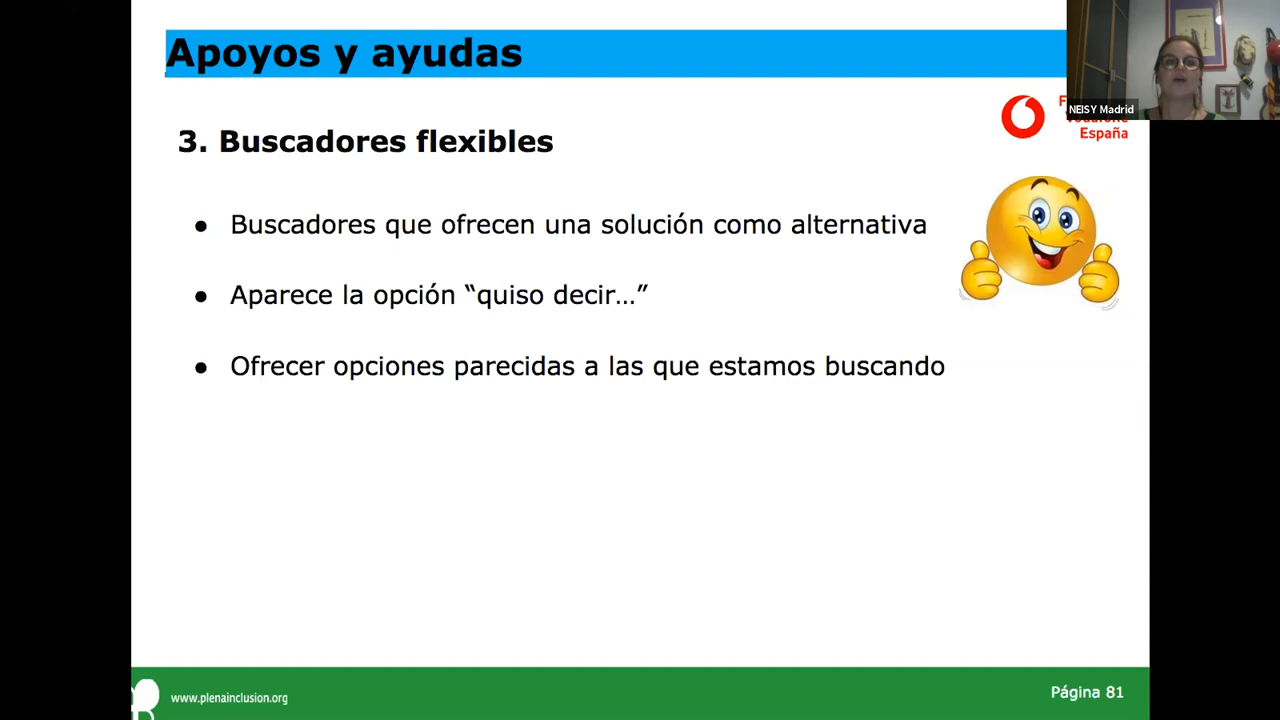 Apoyos y ayudas
NEISY Madrid
España
3. Buscadores flexibles
● Buscadores que ofrecen una solución como alternativa
● Aparece la opción “quiso decir...”
● Ofrecer opciones parecidas a las que estamos buscando
www.plenainclusion.org
Página 81